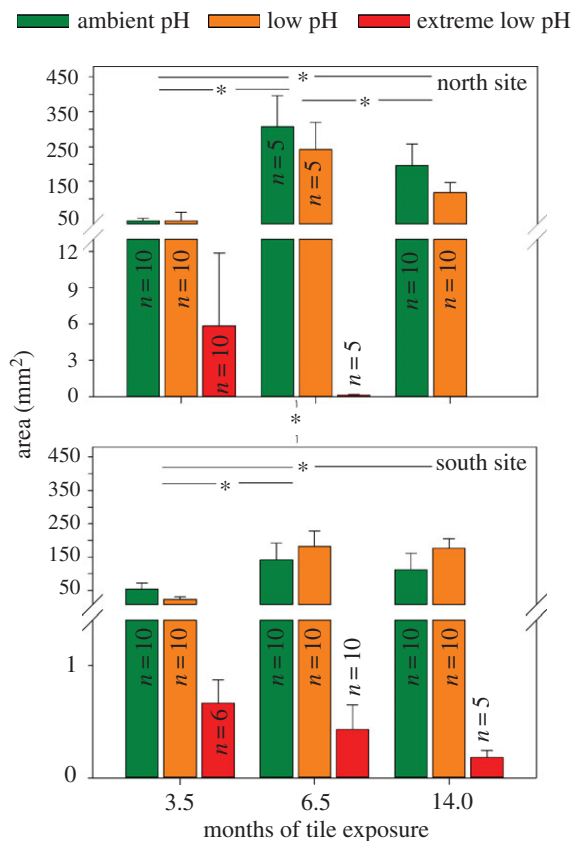 ambient pH low pH extreme low pH
450
350
250
150
50
12
9
6
3
0
* north site
* *
n = 5 n = 5
n = 10 n = 10 n = 10 n = 5 n = 10 n = 10
area (mm²)
*
450
350
250
150
50
1
0
* south site
*
n = 10 n = 10 n = 6 n = 10 n = 10 n = 10 n = 10 n = 10 n = 5
3.5 6.5 14.0
months of tile exposure